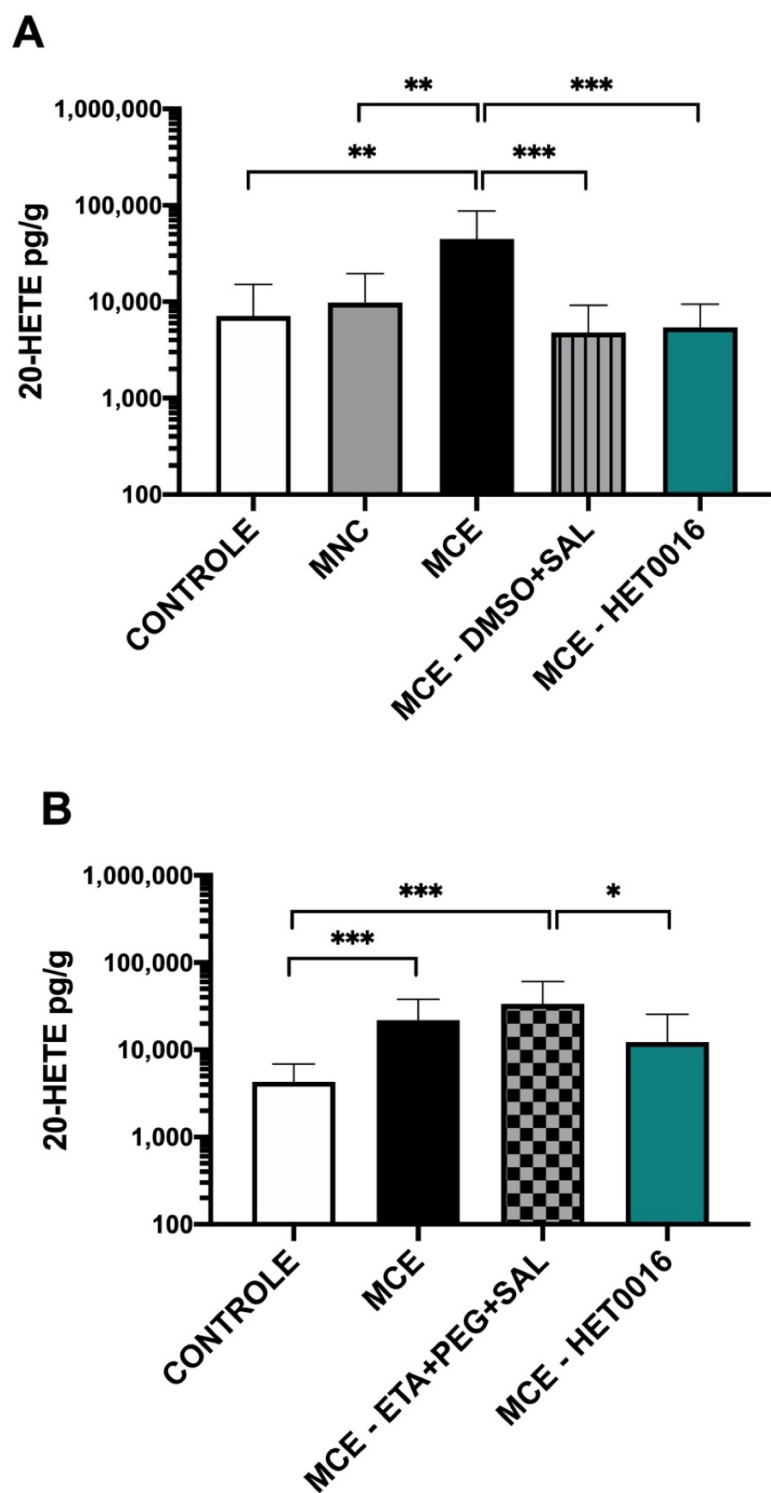 A
** ***
1,000,000
** ***
100,000
10,000
1,000
100
20-HETE pg/g
CONTROLE
MNC
MCE
MCE - DMSO+SAL
MCE - HET0016
B
1,000,000
*** *
***
100,000
10,000
1,000
100
20-HETE pg/g
CONTROLE
MCE
MCE - ETA+PEG+SAL
MCE - HET0016